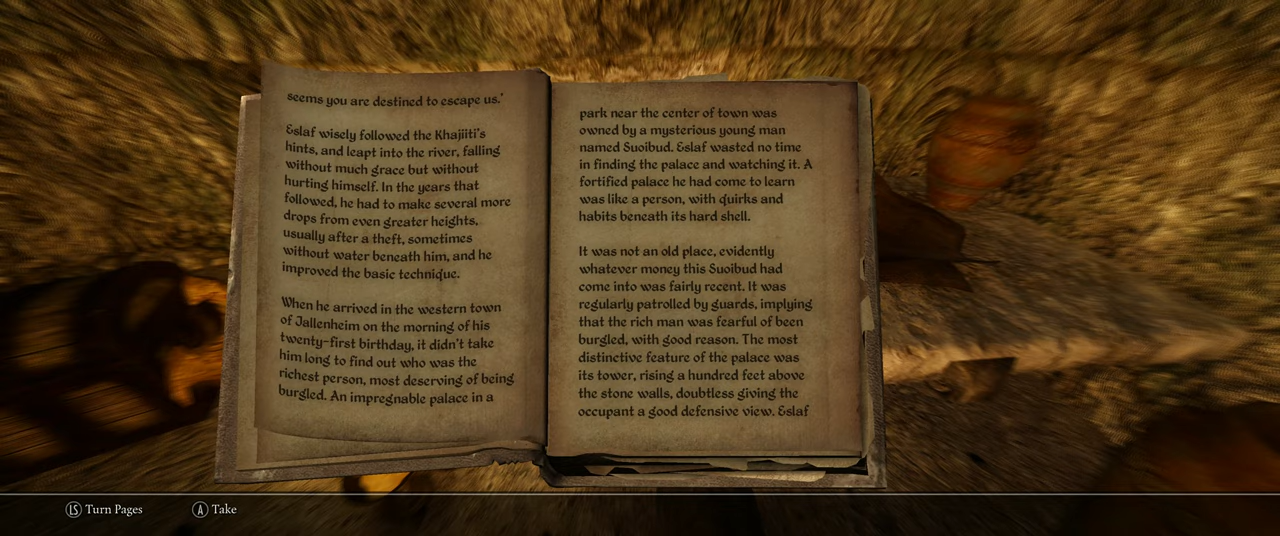 seems you are destined to escape us.'
Eslaf wisely followed the Khajiiti's
hints, and leapt into the river, falling
without much grace but without
hurting himself. In the years that
followed, he had to make several more
drops from even greater heights,
usually after a theft, sometimes
without water beneath him, and he
improved the basic technique.
When he arrived in the western town
of Jallenheim on the morning of his
twenty-first birthday, it didn't take
him long to find out who was the
richest person, most deserving of being
burgled. An impregnable palace in a
park near the center of town was
owned by a mysterious young man
named Suoibud. Eslaf wasted no time
in finding the palace and watching it. A
fortified palace he had come to learn
was like a person, with quirks and
habits beneath its hard shell.
It was not an old place, evidently
whatever money this Suoibud had
come into was fairly recent. It was
regularly patrolled by guards, implying
that the rich man was fearful of been
burgled, with good reason. The most
distinctive feature of the palace was
its tower, rising a hundred feet above
the stone walls, doubtless giving the
occupant a good defensive view. Eslaf
LS Turn Pages
A Take